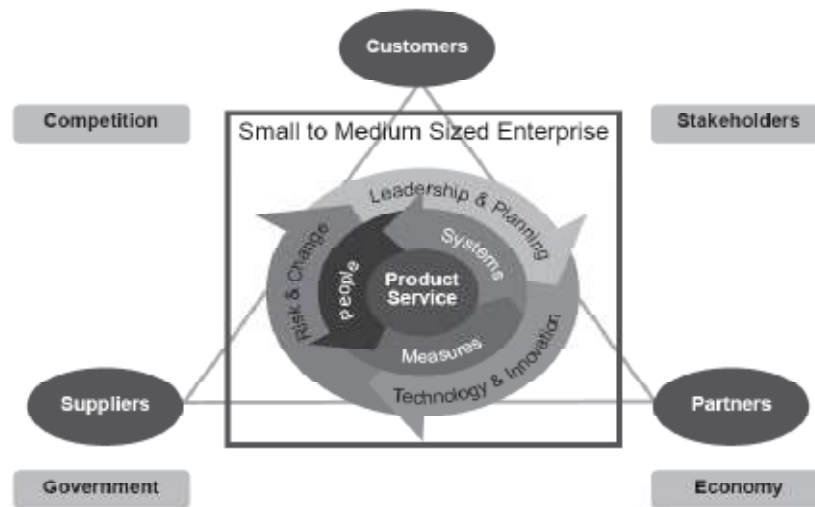 Customers
Competition
Stakeholders
Small to Medium Sized Enterprise
Leadership & Planning
Systems
Risk & Change
People
Product
Service
Measures
Technology & Innovation
Suppliers
Partners
Government
Economy